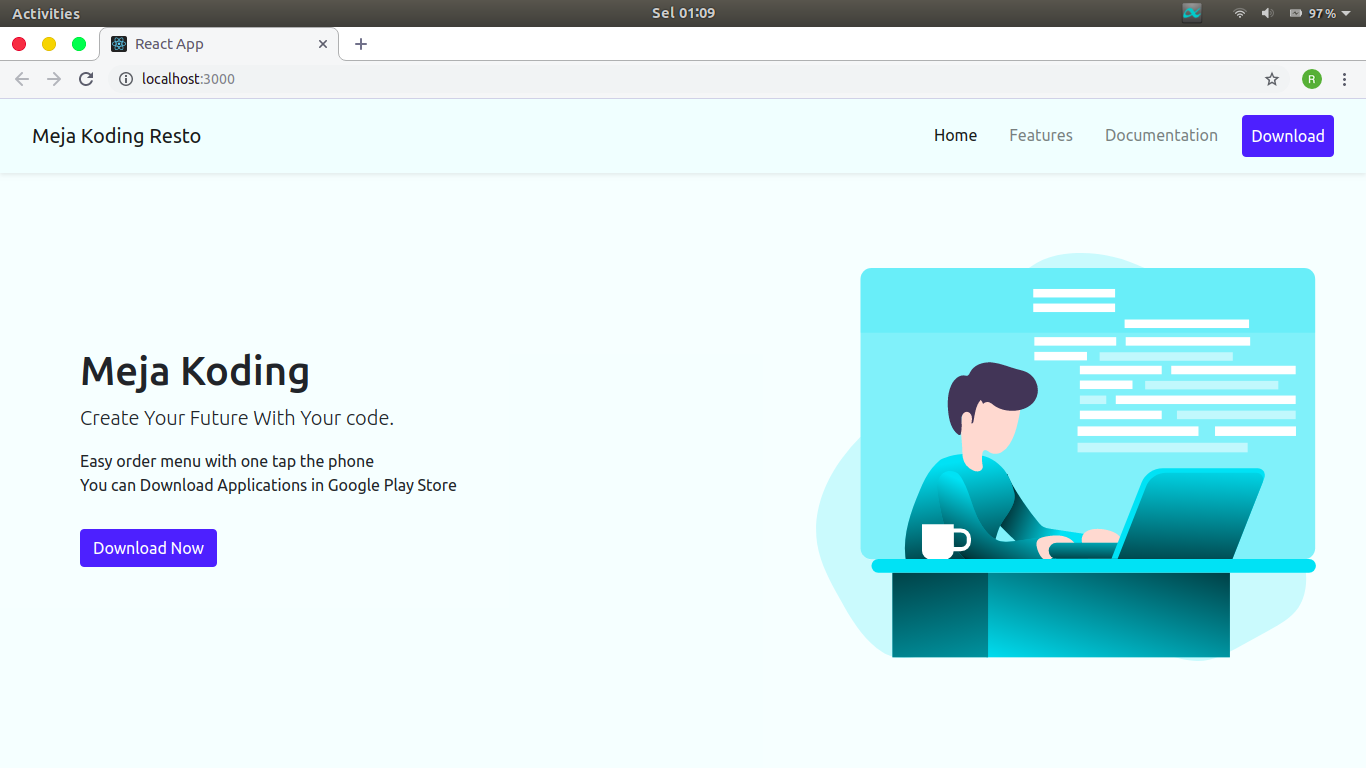 Activities
Sel 01:09
97%
React App
localhost:3000
R
Meja Koding Resto
Home
Features
Documentation
Download
Meja Koding
Create Your Future With Your code.
Easy order menu with one tap the phone
You can Download Applications in Google Play Store
Download Now